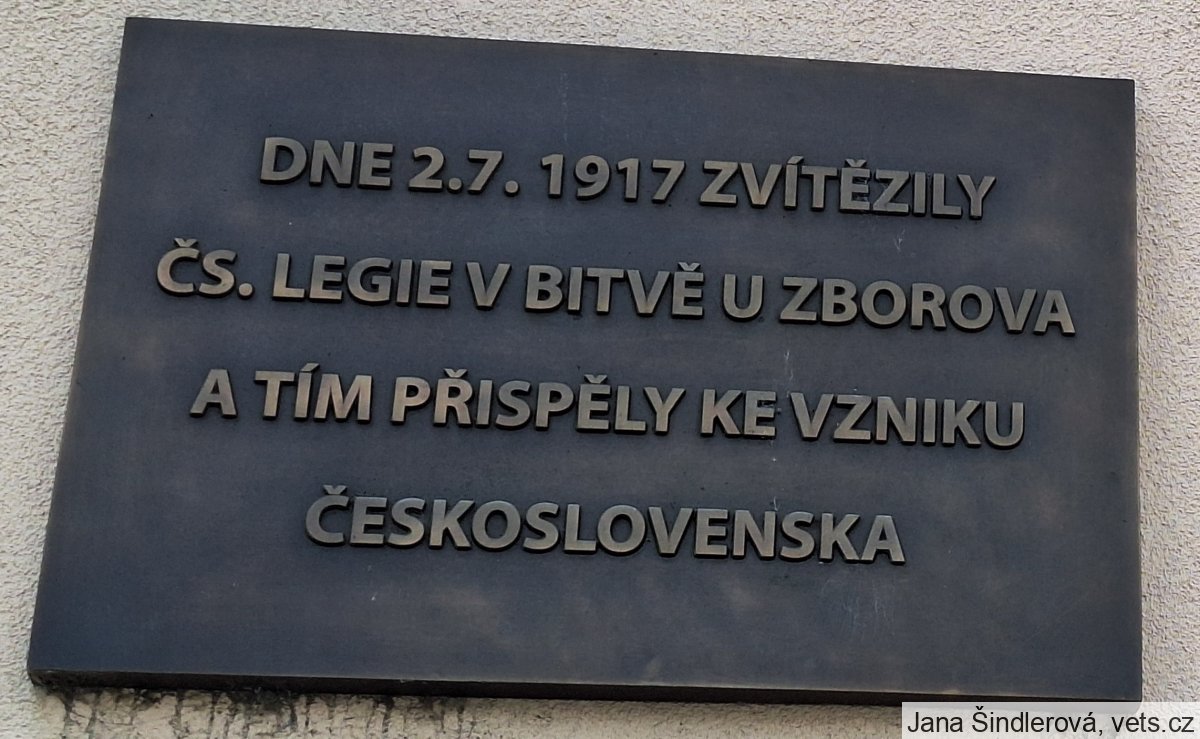 DNE 2.7. 1917 ZVÍTĚZILY
ČS. LEGIE V BITVĚ U ZBOROVA
A TÍM PŘISPĚLY KE VZNIKU
ČESKOSLOVENSKA
Jana Šindlerová, vets.cz